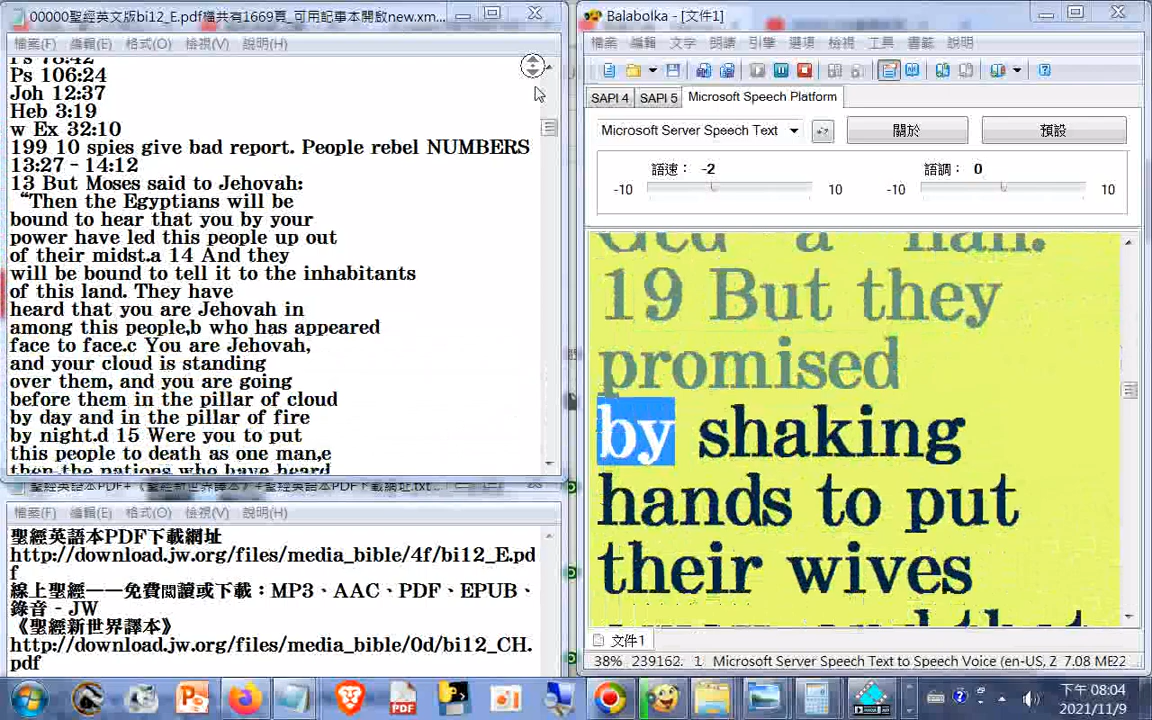 00000聖經英文版bi12_E.pdf檔共有1669頁_可用記事本開啟new.xm...
檔案(F) 編輯(E) 格式(O) 檢視(V) 說明(H)
Ps 78:42
Ps 106:24
Joh 12:37
Heb 3:19
w Ex 32:10
199 10 spies give bad report. People rebel NUMBERS
13:27 - 14:12
13 But Moses said to Jehovah:
“Then the Egyptians will be
bound to hear that you by your
power have led this people up out
of their midst.a 14 And they
will be bound to tell it to the inhabitants
of this land. They have
heard that you are Jehovah in
among this people,b who has appeared
face to face.c You are Jehovah,
and your cloud is standing
over them, and you are going
before them in the pillar of cloud
by day and in the pillar of fire
by night.d 15 Were you to put
this people to death as one man,e
then the nations who have heard
聖經英語本PDF+《聖經新世界譯本》+聖經英語本PDF下載網址.txt...
檔案(F) 編輯(E) 格式(O) 檢視(V) 說明(H)
聖經英語本PDF下載網址
http://download.jw.org/files/media_bible/4f/bi12_E.pd
f
線上聖經——免費閱讀或下載：MP3、AAC、PDF、EPUB、
錄音 - JW
《聖經新世界譯本》
http://download.jw.org/files/media_bible/0d/bi12_CH.
pdf
Balabolka - [文件1]
檔案 編輯 文字 朗讀 引擎 選項 檢視 工具 書籤 說明
SAPI 4 SAPI 5 Microsoft Speech Platform
Microsoft Server Speech Text 關於 預設
語速： -2 語調： 0
-10 10 -10 10
19 But they
promised
by shaking
hands to put
their wives
文件1
38% 239162. 1 Microsoft Server Speech Text to Speech Voice (en-US, Z 7.08 ME22
PDF
下午 08:04
2021/11/9